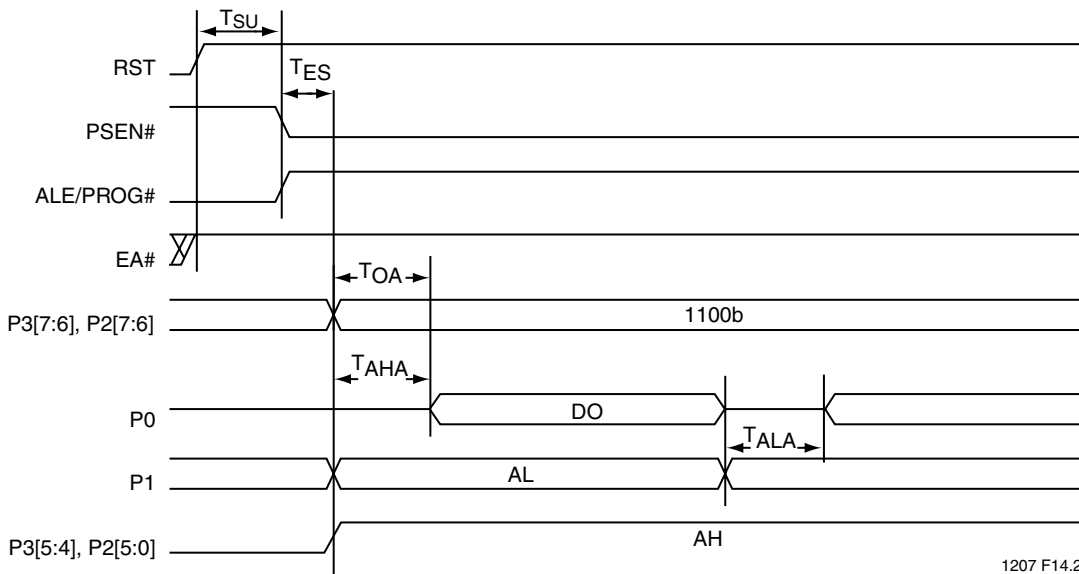 TSU
RST
TES
PSEN#
ALE/PROG#
EA#
TOA
P3[7:6], P2[7:6]
1100b
TAHA
P0
DO
TALA
P1
AL
P3[5:4], P2[5:0]
AH
1207 F14.2